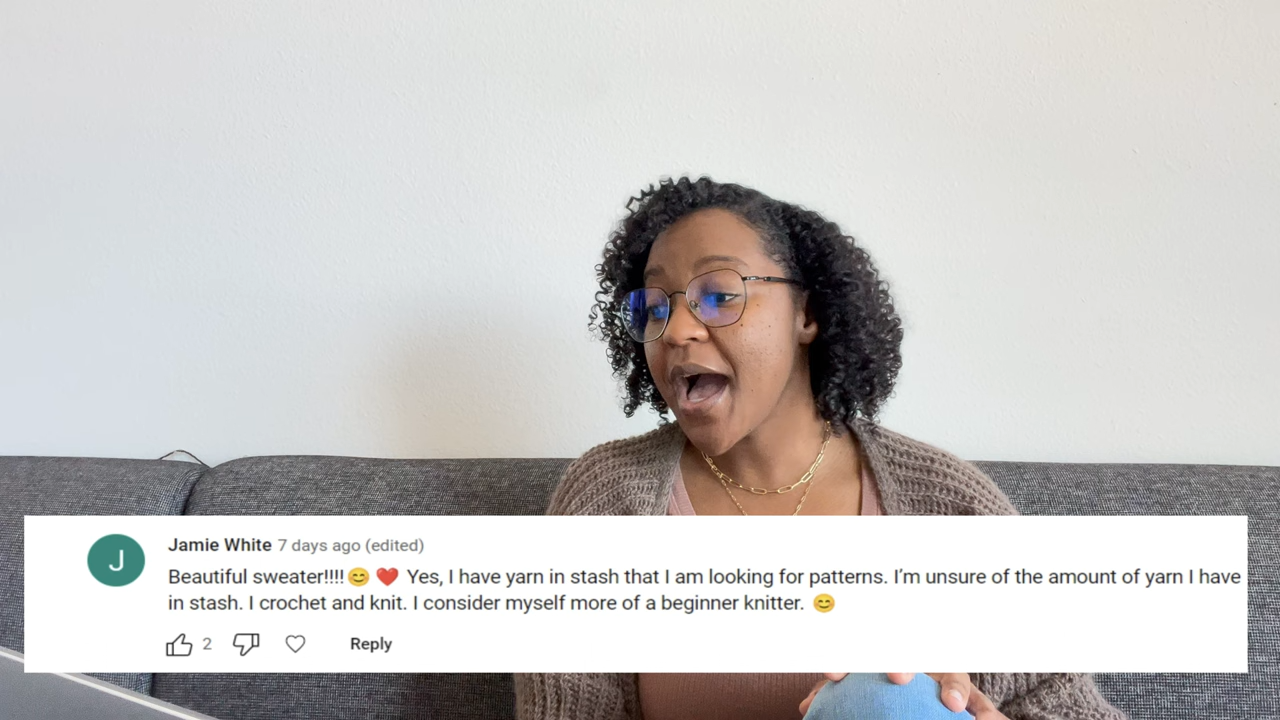 J
Jamie White 7 days ago (edited)
Beautiful sweater!!!!😊 ❤️ Yes, I have yarn in stash that I am looking for patterns. I’m unsure of the amount of yarn I have
in stash. I crochet and knit. I consider myself more of a beginner knitter. 😊
2 Reply